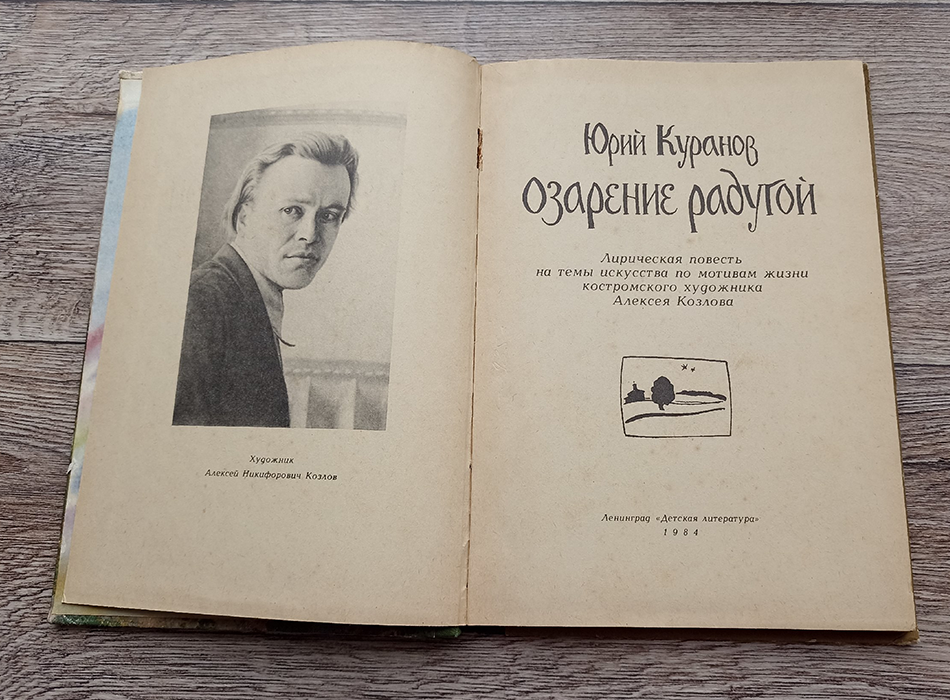 Художник
Алексей Никифорович Козлов
Юрий Куранов
Озарение радугой
Лирическая повесть
на темы искусства по мотивам жизни
костромского художника
Алексея Козлова
Ленинград «Детская литература»
1984